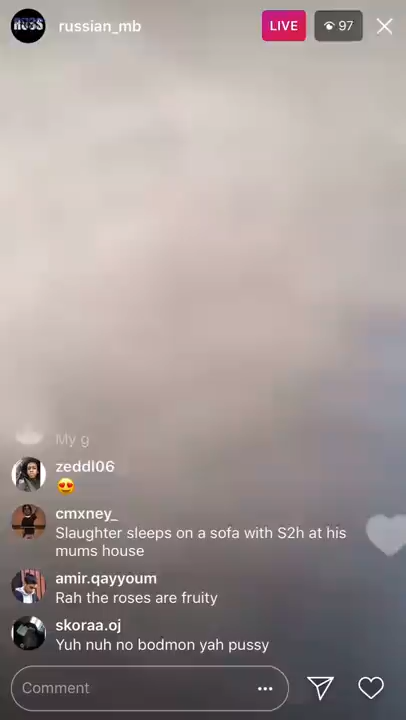 RUSS
russian_mb
LIVE
97
My g
zeddl06
😍
cmxney_
Slaughter sleeps on a sofa with S2h at his
mums house
amir.qayyoum
Rah the roses are fruity
skoraa.oj
Yuh nuh no bodmon yah pussy
Comment